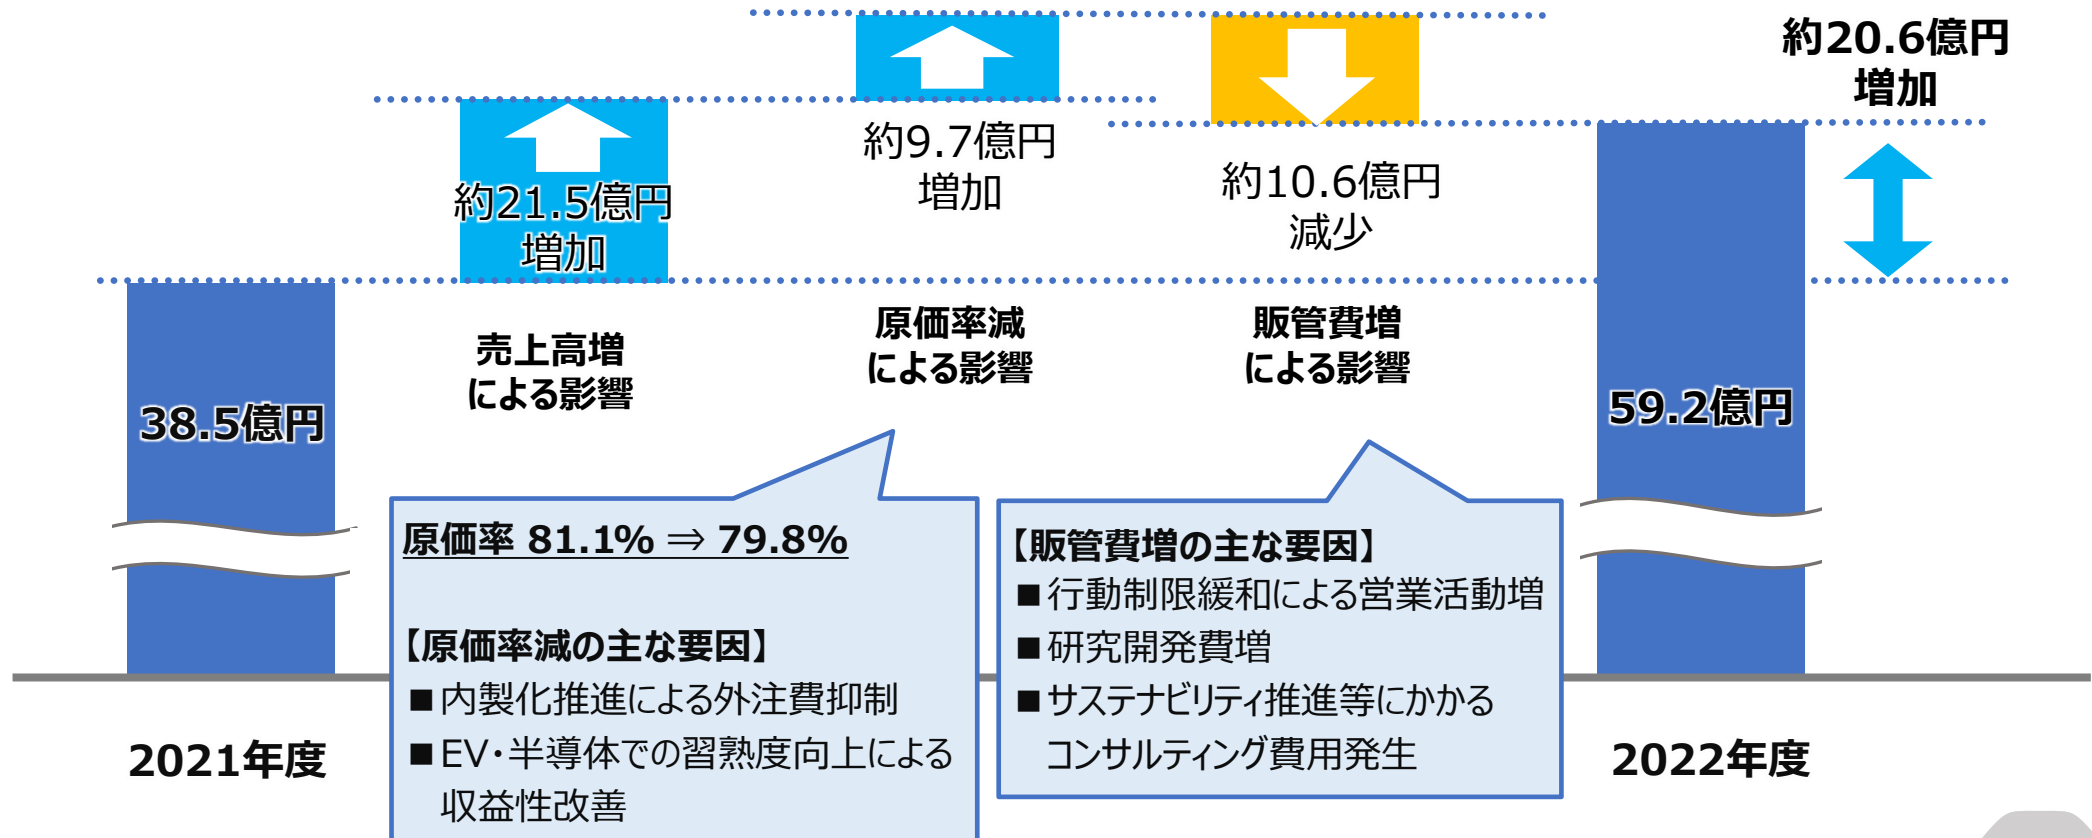 約20.6億円
増加
約21.5億円
増加
約9.7億円
増加
約10.6億円
減少
売上高増
による影響
原価率減
による影響
販管費増
による影響
38.5億円
59.2億円
原価率 81.1% ⇒ 79.8%
【原価率減の主な要因】
■内製化推進による外注費抑制
■EV・半導体での習熟度向上による
収益性改善
【販管費増の主な要因】
■行動制限緩和による営業活動増
■研究開発費増
■サステナビリティ推進等にかかる
コンサルティング費用発生
2021年度
2022年度